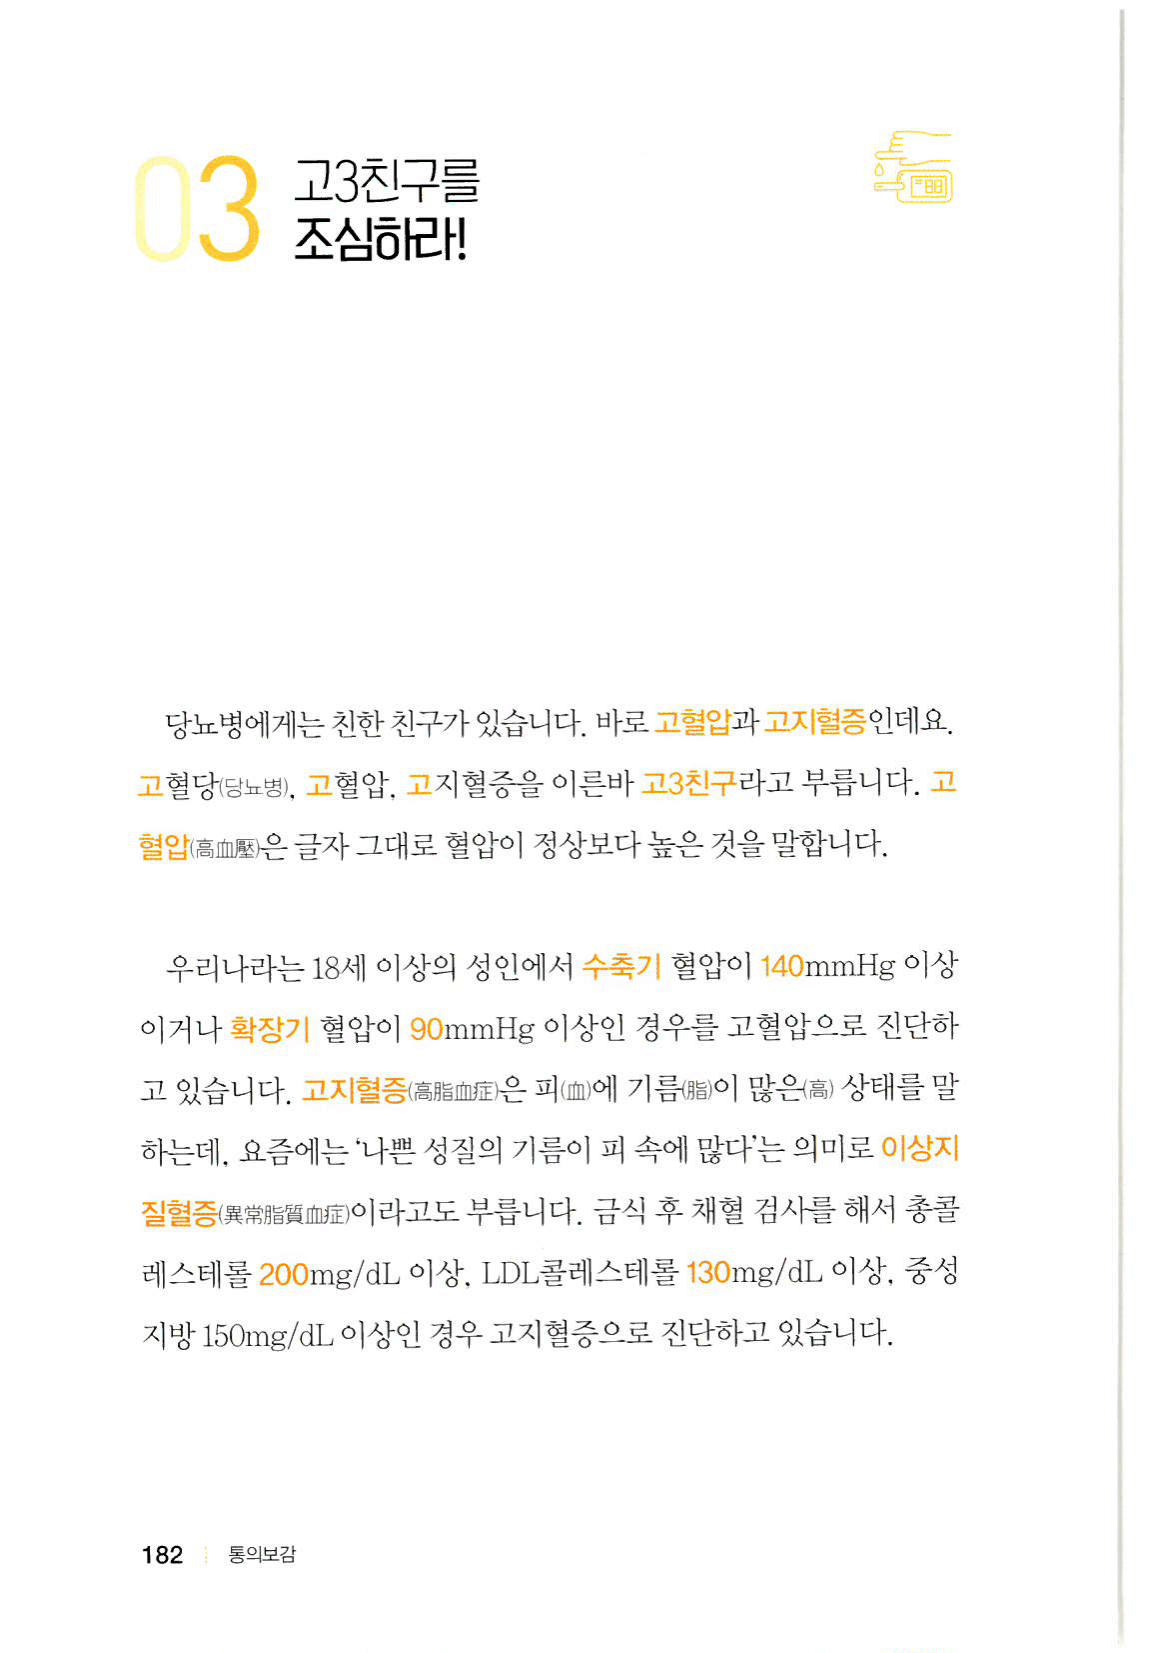 03
고3친구를
조심하라!
88
당뇨병에게는 친한 친구가 있습니다. 바로 고혈압과 고지혈증인데요.
고혈당(당뇨병), 고혈압, 고지혈증을 이른바 고3친구라고 부릅니다. 고
혈압(高血壓)은 글자 그대로 혈압이 정상보다 높은 것을 말합니다.
우리나라는 18세 이상의 성인에서 수축기 혈압이 140mmHg 이상
이거나 확장기 혈압이 90mmHg 이상인 경우를 고혈압으로 진단하
고 있습니다. 고지혈증(高脂血症)은 피(血)에 기름(脂)이 많은(高) 상태를 말
하는데, 요즘에는 ‘나쁜 성질의 기름이 피 속에 많다’는 의미로 이상지
질혈증(異常脂質血症)이라고도 부릅니다. 금식 후 채혈 검사를 해서 총콜
레스테롤 200mg/dL 이상, LDL콜레스테롤 130mg/dL 이상, 중성
지방 150mg/dL 이상인 경우 고지혈증으로 진단하고 있습니다.
182 통의보감